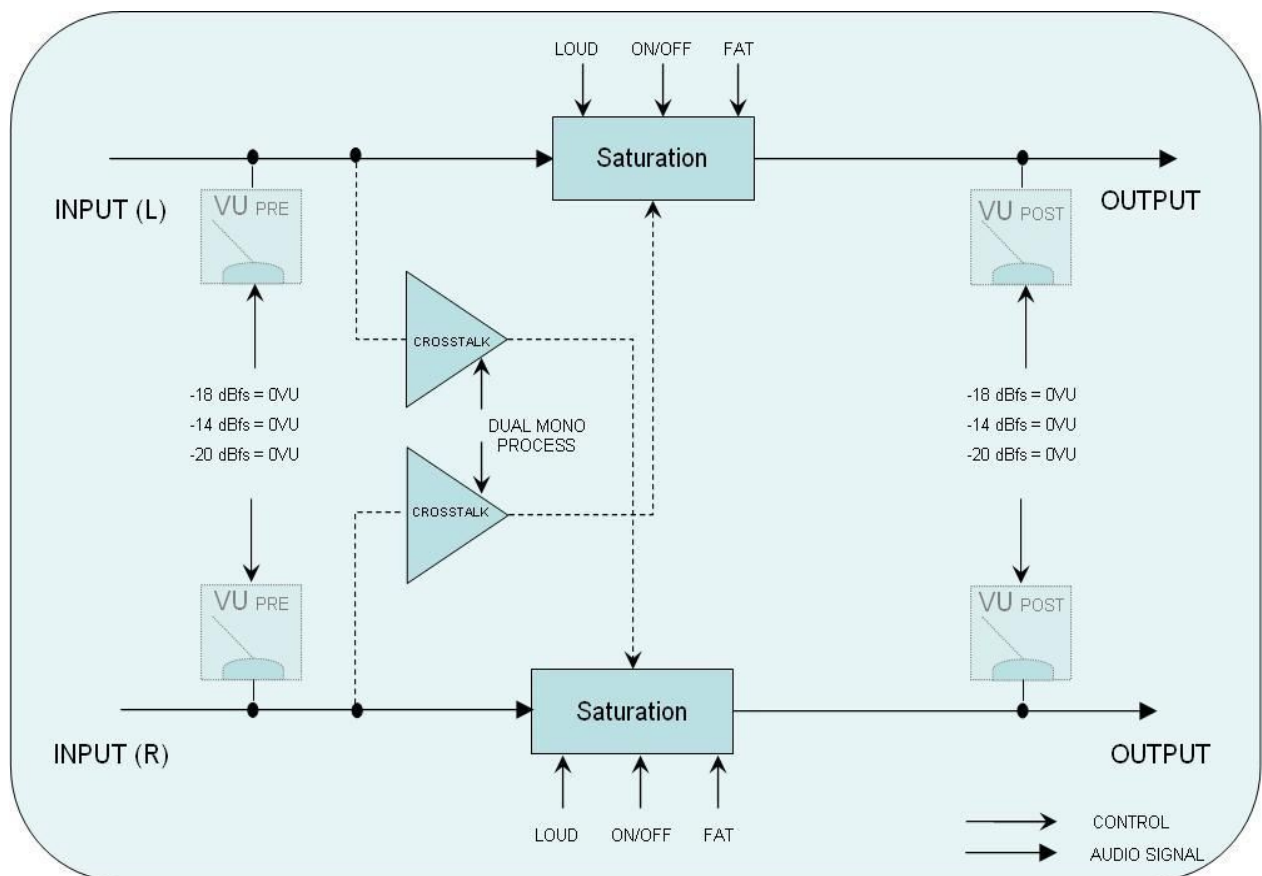 LOUD ON/OFF FAT
Saturation
INPUT (L)
VU PRE
VU POST
OUTPUT
CROSSTALK
-18 dBfs = 0VU
-14 dBfs = 0VU
-20 dBfs = 0VU
DUAL MONO
PROCESS
-18 dBfs = 0VU
-14 dBfs = 0VU
-20 dBfs = 0VU
CROSSTALK
VU PRE
VU POST
Saturation
INPUT (R)
OUTPUT
LOUD ON/OFF FAT
CONTROL
AUDIO SIGNAL